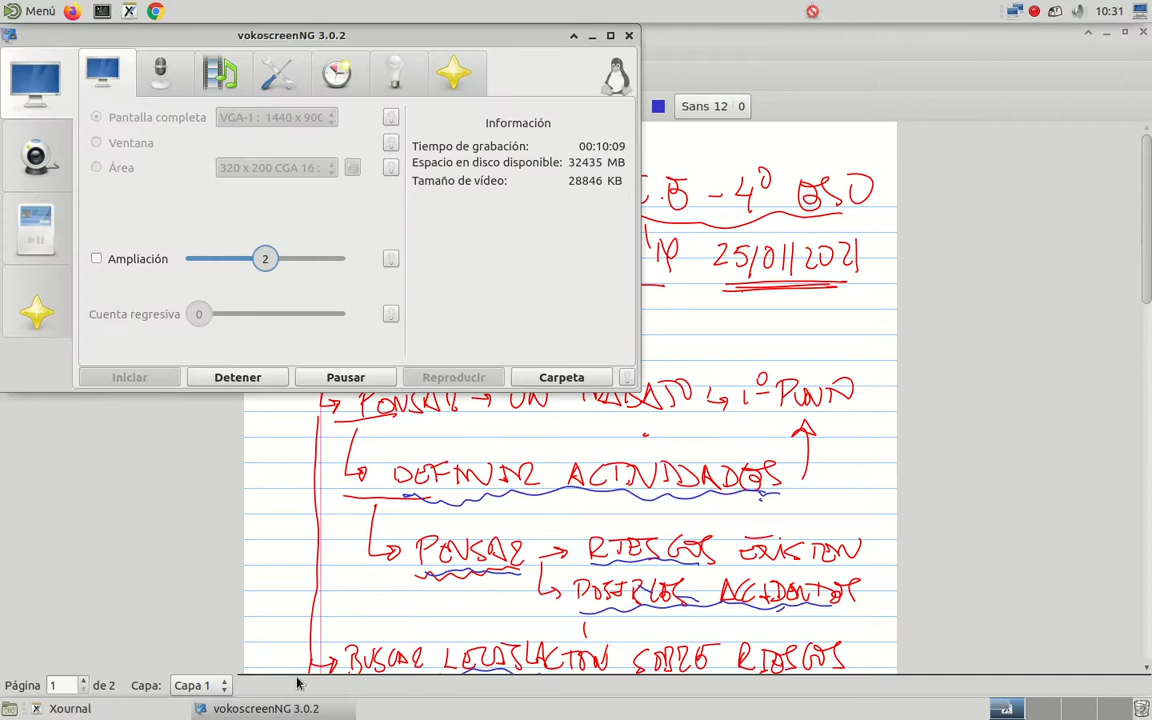 Menú
10:31
vokoscreenNG 3.0.2
Pantalla completa
VGA-1 : 1440 x 900
Ventana
Área
320 x 200 CGA 16 :
Ampliación
2
Cuenta regresiva
0
Información
Tiempo de grabación: 00:10:09
Espacio en disco disponible: 32435 MB
Tamaño de vídeo: 28846 KB
Iniciar
Detener
Pausar
Reproducir
Carpeta
Sans 12 0
- 4º ESO
25/01/2021
PENSAR → UN TRABAJO ↳ 1º PUNTO
DEFINIR ACTIVIDADES
PENSAR → RIESGOS EXISTEN
POSIBLES ACCIDENTES
BUSCAR LEGISLACION SOBRE RIESGOS
Página 1 de 2 Capa: Capa 1
Xournal
vokoscreenNG 3.0.2